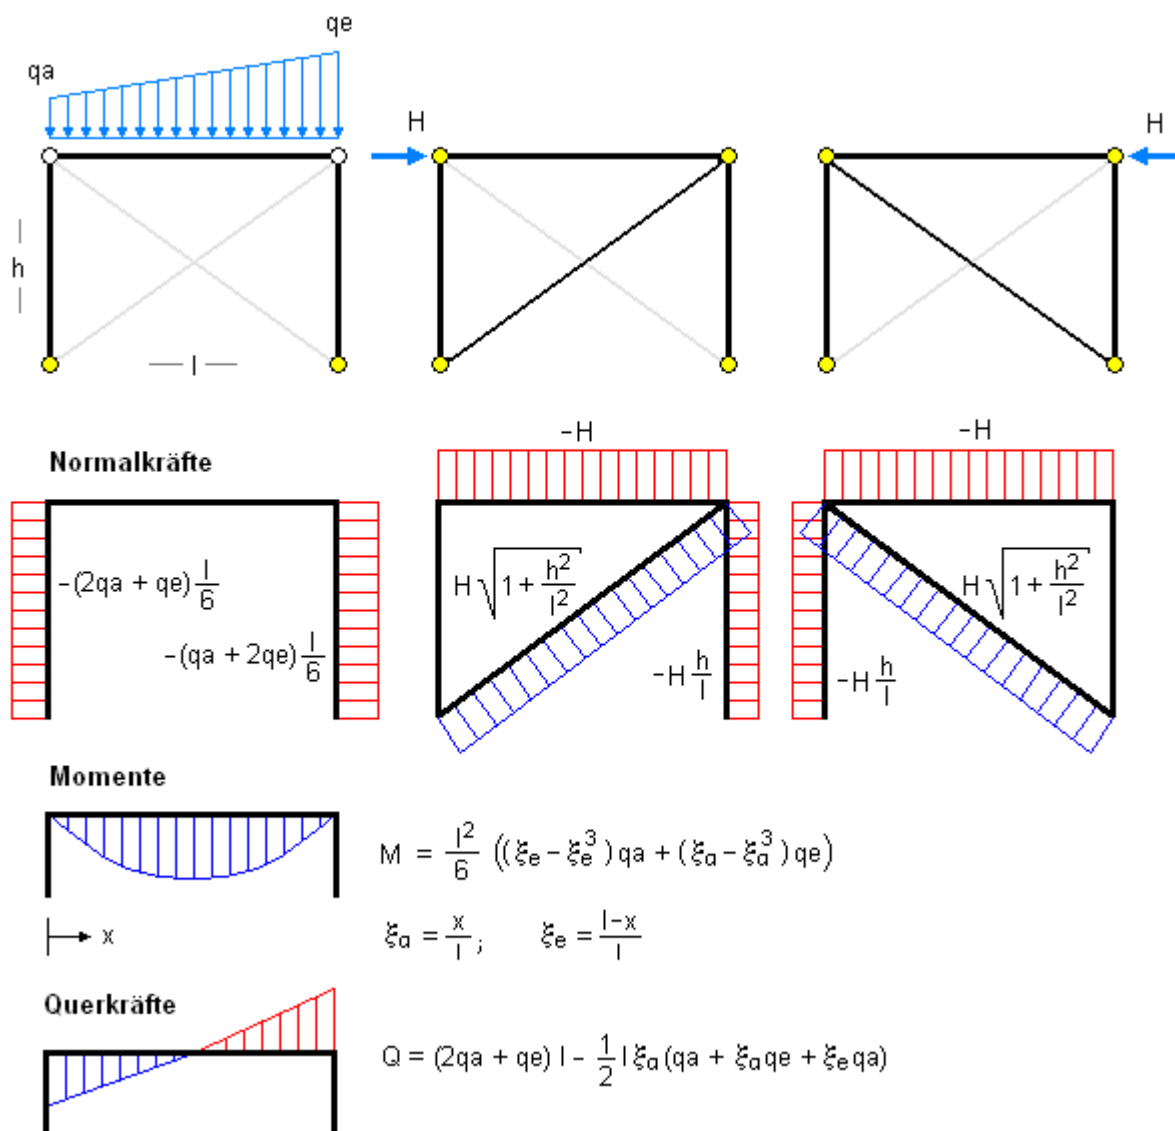 qe
qa
H
H
h
l
Normalkräfte
-H
-H
-(2qa + qe) l/6
-(qa + 2qe) l/6
H √(1 + h²/l²)
-H h/l
H √(1 + h²/l²)
-H h/l
Momente
M = l²/6 ((ξe - ξe³) qa + (ξa - ξa³) qe)
x
ξa = x/l; ξe = l-x/l
Querkräfte
Q = (2qa + qe) l - 1/2 l ξa (qa + ξa qe + ξe qa)